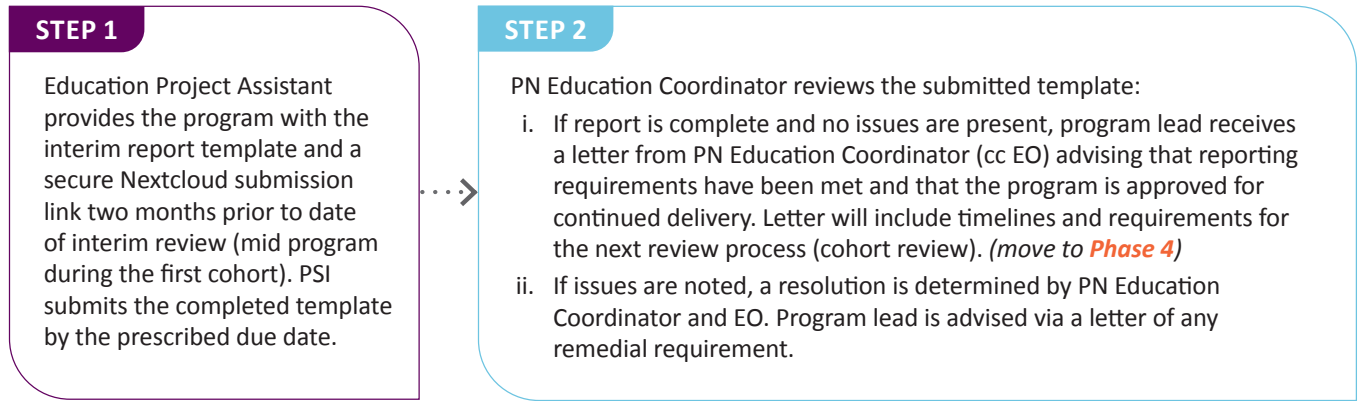 STEP 1
Education Project Assistant
provides the program with the
interim report template and a
secure Nextcloud submission
link two months prior to date
of interim review (mid program
during the first cohort). PSI
submits the completed template
by the prescribed due date.
STEP 2
PN Education Coordinator reviews the submitted template:
i. If report is complete and no issues are present, program lead receives
a letter from PN Education Coordinator (cc EO) advising that reporting
requirements have been met and that the program is approved for
continued delivery. Letter will include timelines and requirements for
the next review process (cohort review). (move to Phase 4)
ii. If issues are noted, a resolution is determined by PN Education
Coordinator and EO. Program lead is advised via a letter of any
remedial requirement.